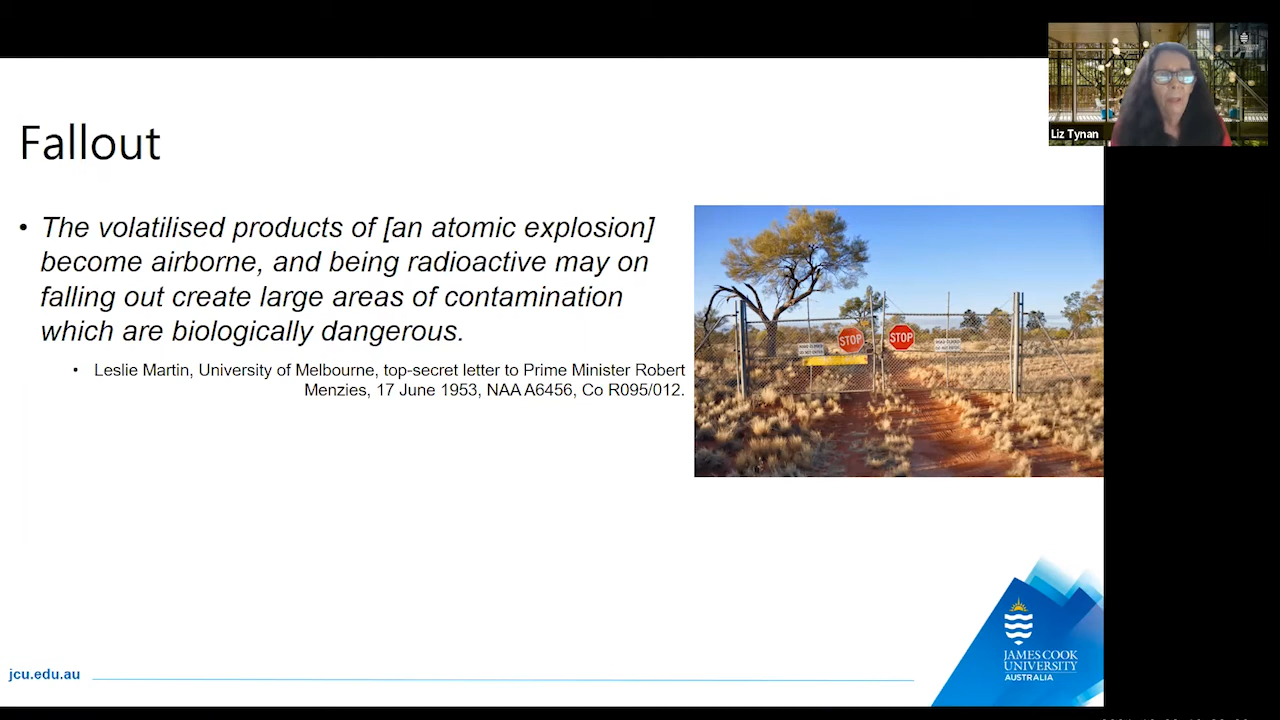 Liz Tynan
Fallout
• The volatilised products of [an atomic explosion]
become airborne, and being radioactive may on
falling out create large areas of contamination
which are biologically dangerous.
• Leslie Martin, University of Melbourne, top-secret letter to Prime Minister Robert
Menzies, 17 June 1953, NAA A6456, Co R095/012.
STOP
STOP
jcu.edu.au
JAMES COOK
UNIVERSITY
AUSTRALIA